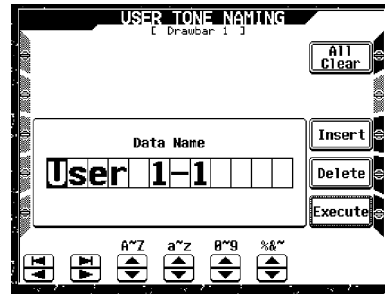 USER TONE NAMING
[ Drawbar 1 ]
All
Clear
Data Name
User 1-1
Insert
Delete
Execute
A~Z a~z 0~9 %&~